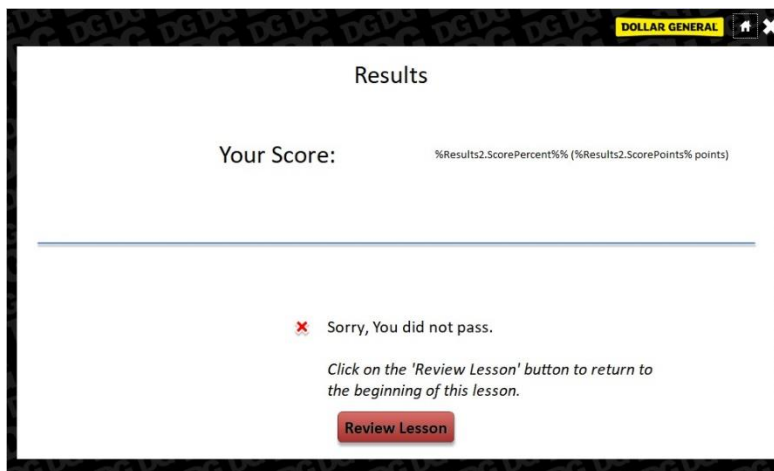 DOLLAR GENERAL
Results
Your Score:
%Results2.ScorePercent%% (%Results2.ScorePoints% points)
Sorry, You did not pass.
Click on the 'Review Lesson' button to return to
the beginning of this lesson.
Review Lesson